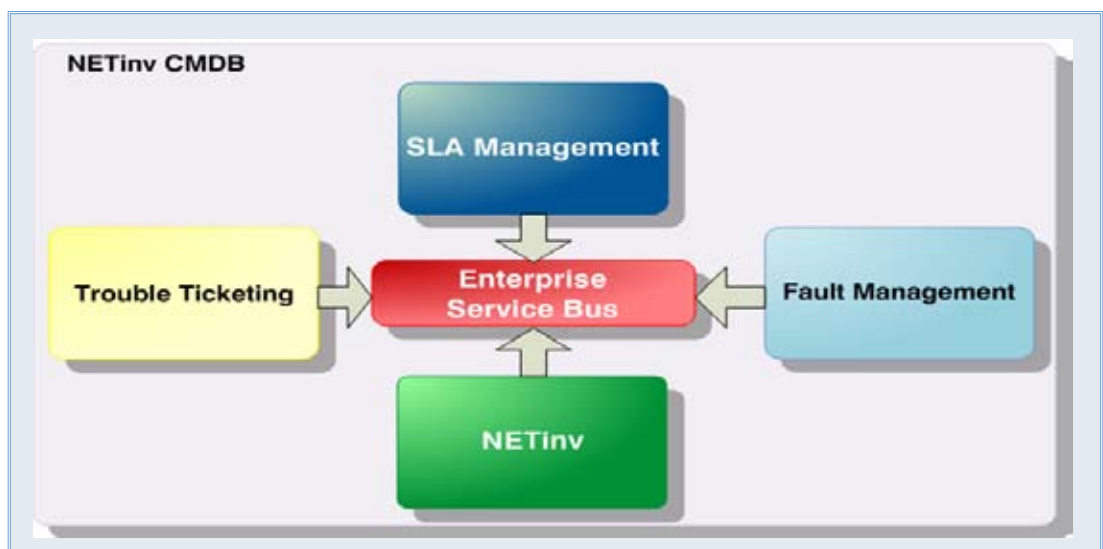 NETinv CMDB
SLA Management
Trouble Ticketing
Enterprise
Service Bus
Fault Management
NETinv